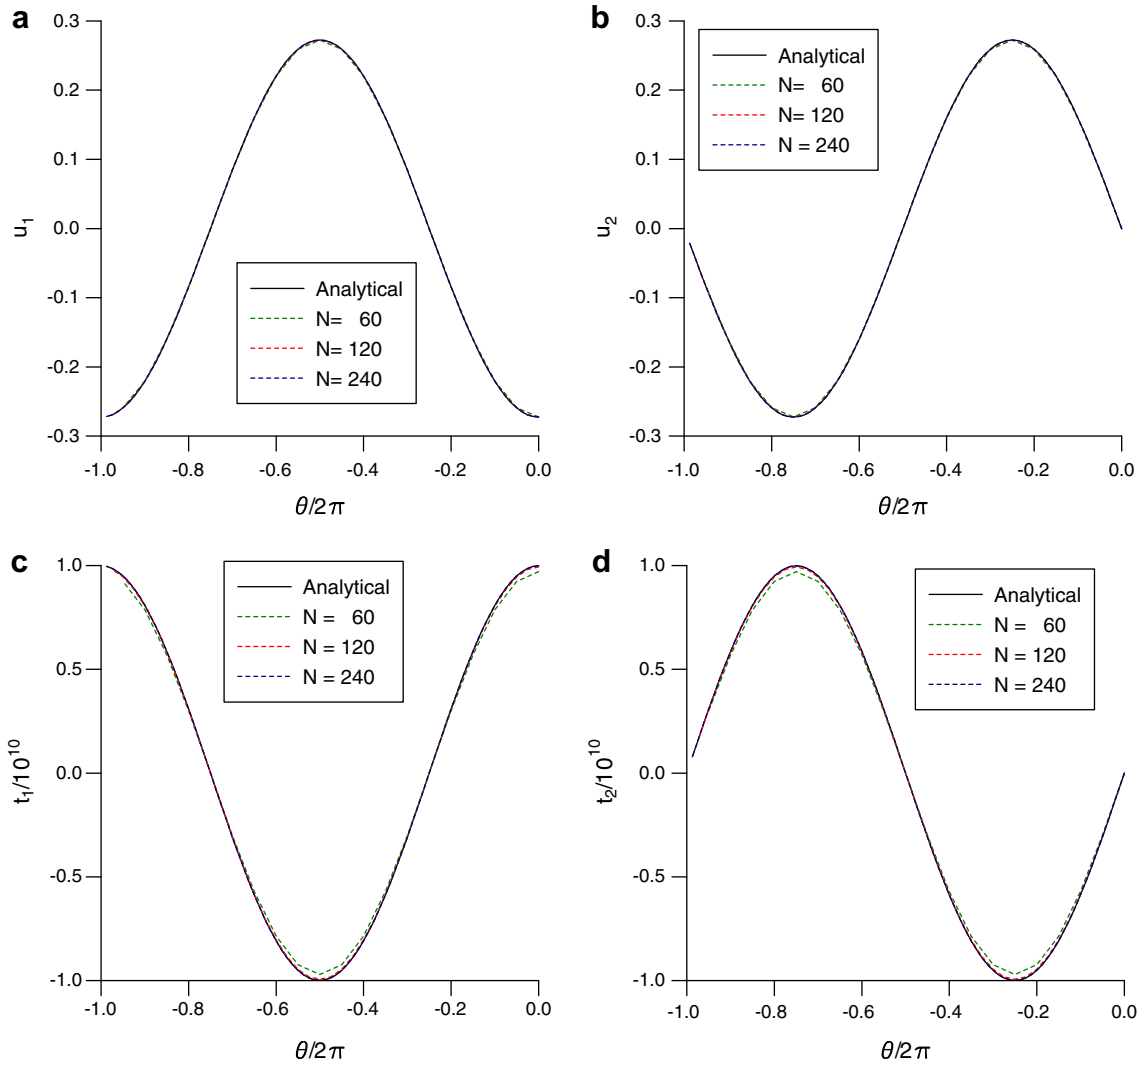 a
0.3
0.2
0.1
0.0
-0.1
-0.2
-0.3
u1
Analytical
N= 60
N= 120
N= 240
-1.0 -0.8 -0.6 -0.4 -0.2 0.0
θ/2π
b
0.3
0.2
0.1
0.0
-0.1
-0.2
-0.3
u2
Analytical
N= 60
N= 120
N = 240
-1.0 -0.8 -0.6 -0.4 -0.2 0.0
θ/2π
c
1.0
0.5
0.0
-0.5
-1.0
t1/10^10
Analytical
N = 60
N = 120
N = 240
-1.0 -0.8 -0.6 -0.4 -0.2 0.0
θ/2π
d
1.0
0.5
0.0
-0.5
-1.0
t2/10^10
Analytical
N = 60
N = 120
N = 240
-1.0 -0.8 -0.6 -0.4 -0.2 0.0
θ/2π